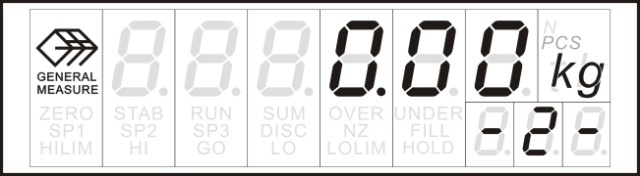 GENERAL
MEASURE
0.00 kg
N
PCS
t
-2-
ZERO STAB RUN SUM OVER UNDER
SP1 SP2 SP3 DISC NZ FILL
HILIM HI GO LO LOLIM HOLD